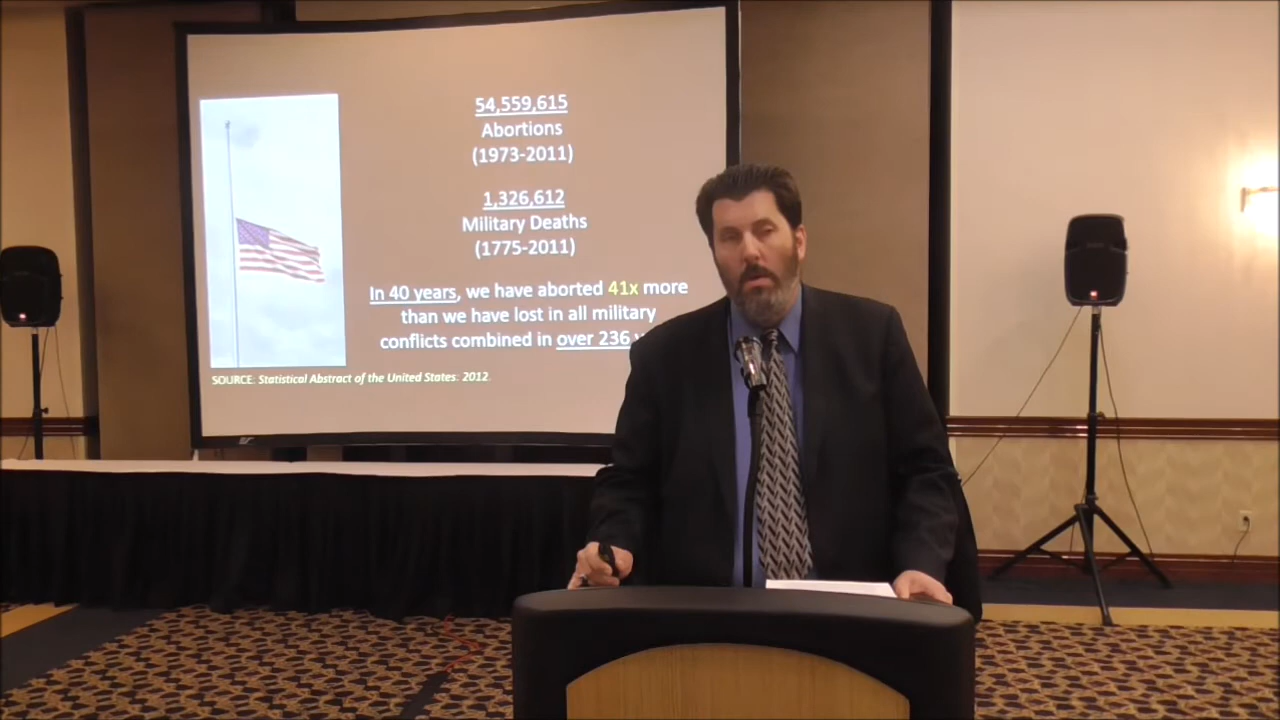 54,559,615
Abortions
(1973-2011)
1,326,612
Military Deaths
(1775-2011)
In 40 years, we have aborted 41x more
than we have lost in all military
conflicts combined in over 236
SOURCE: Statistical Abstract of the United States: 2012.